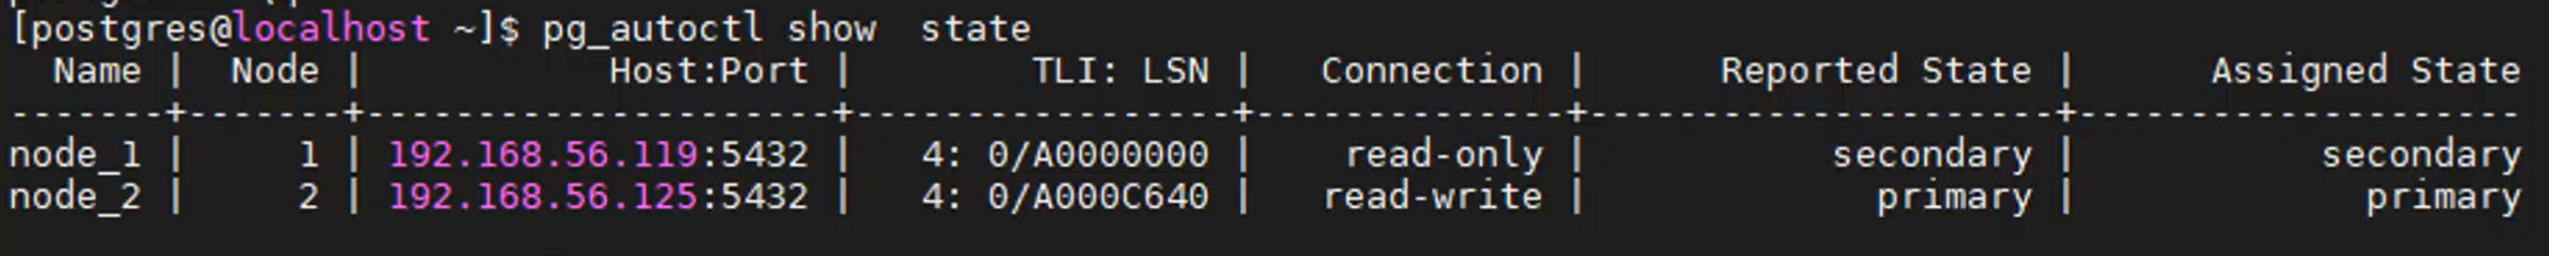 [postgres@localhost ~]$ pg_autoctl show  state
  Name |  Node |           Host:Port |        TLI: LSN |   Connection |      Reported State |      Assigned State
-------+-------+---------------------+-----------------+--------------+---------------------+--------------------
node_1 |     1 | 192.168.56.119:5432 |   4: 0/A0000000 |    read-only |           secondary |           secondary
node_2 |     2 | 192.168.56.125:5432 |   4: 0/A000C640 |   read-write |             primary |             primary